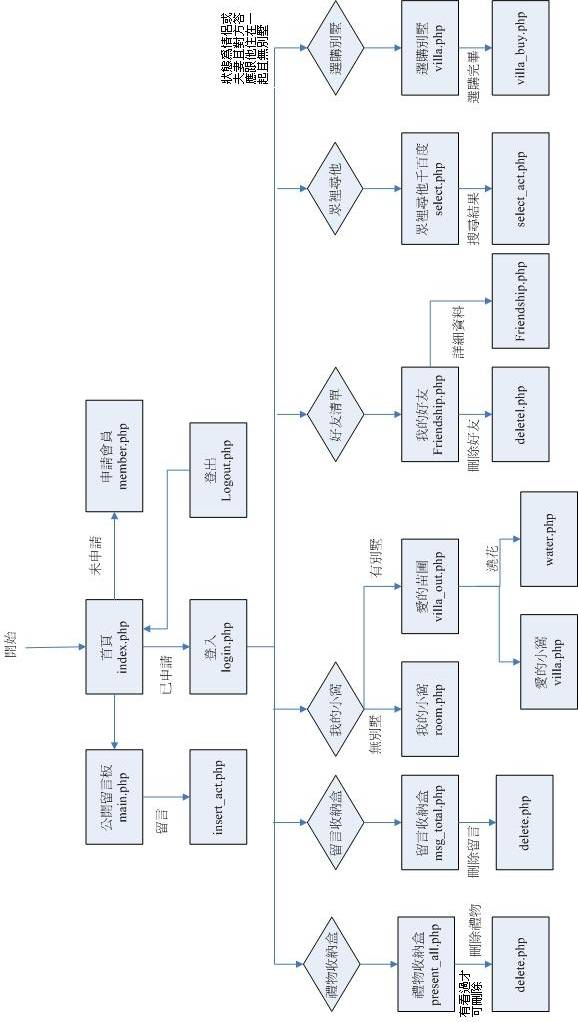 開始
首頁
index.php
未申請
申請會員
member.php
公開留言板
main.php
留言
insert_act.php
已申請
登入
login.php
登出
Logout.php
狀態為情侶或
夫妻且對方答
應跟他住在一
起且無別墅
禮物收納盒
禮物收納盒
present_all.php
有看過才
可刪除
刪除禮物
delete.php
留言收納盒
留言收納盒
msg_total.php
刪除留言
delete.php
我的小窩
無別墅
我的小窩
room.php
有別墅
愛的苗圃
villa_out.php
澆花
愛的小窩
villa.php
water.php
好友清單
我的好友
Friendship.php
刪除好友
deletel.php
詳細資料
Friendship.php
眾裡尋他
眾裡尋他千百度
select.php
搜尋結果
select_act.php
選購別墅
選購別墅
villa.php
選購完畢
villa_buy.php